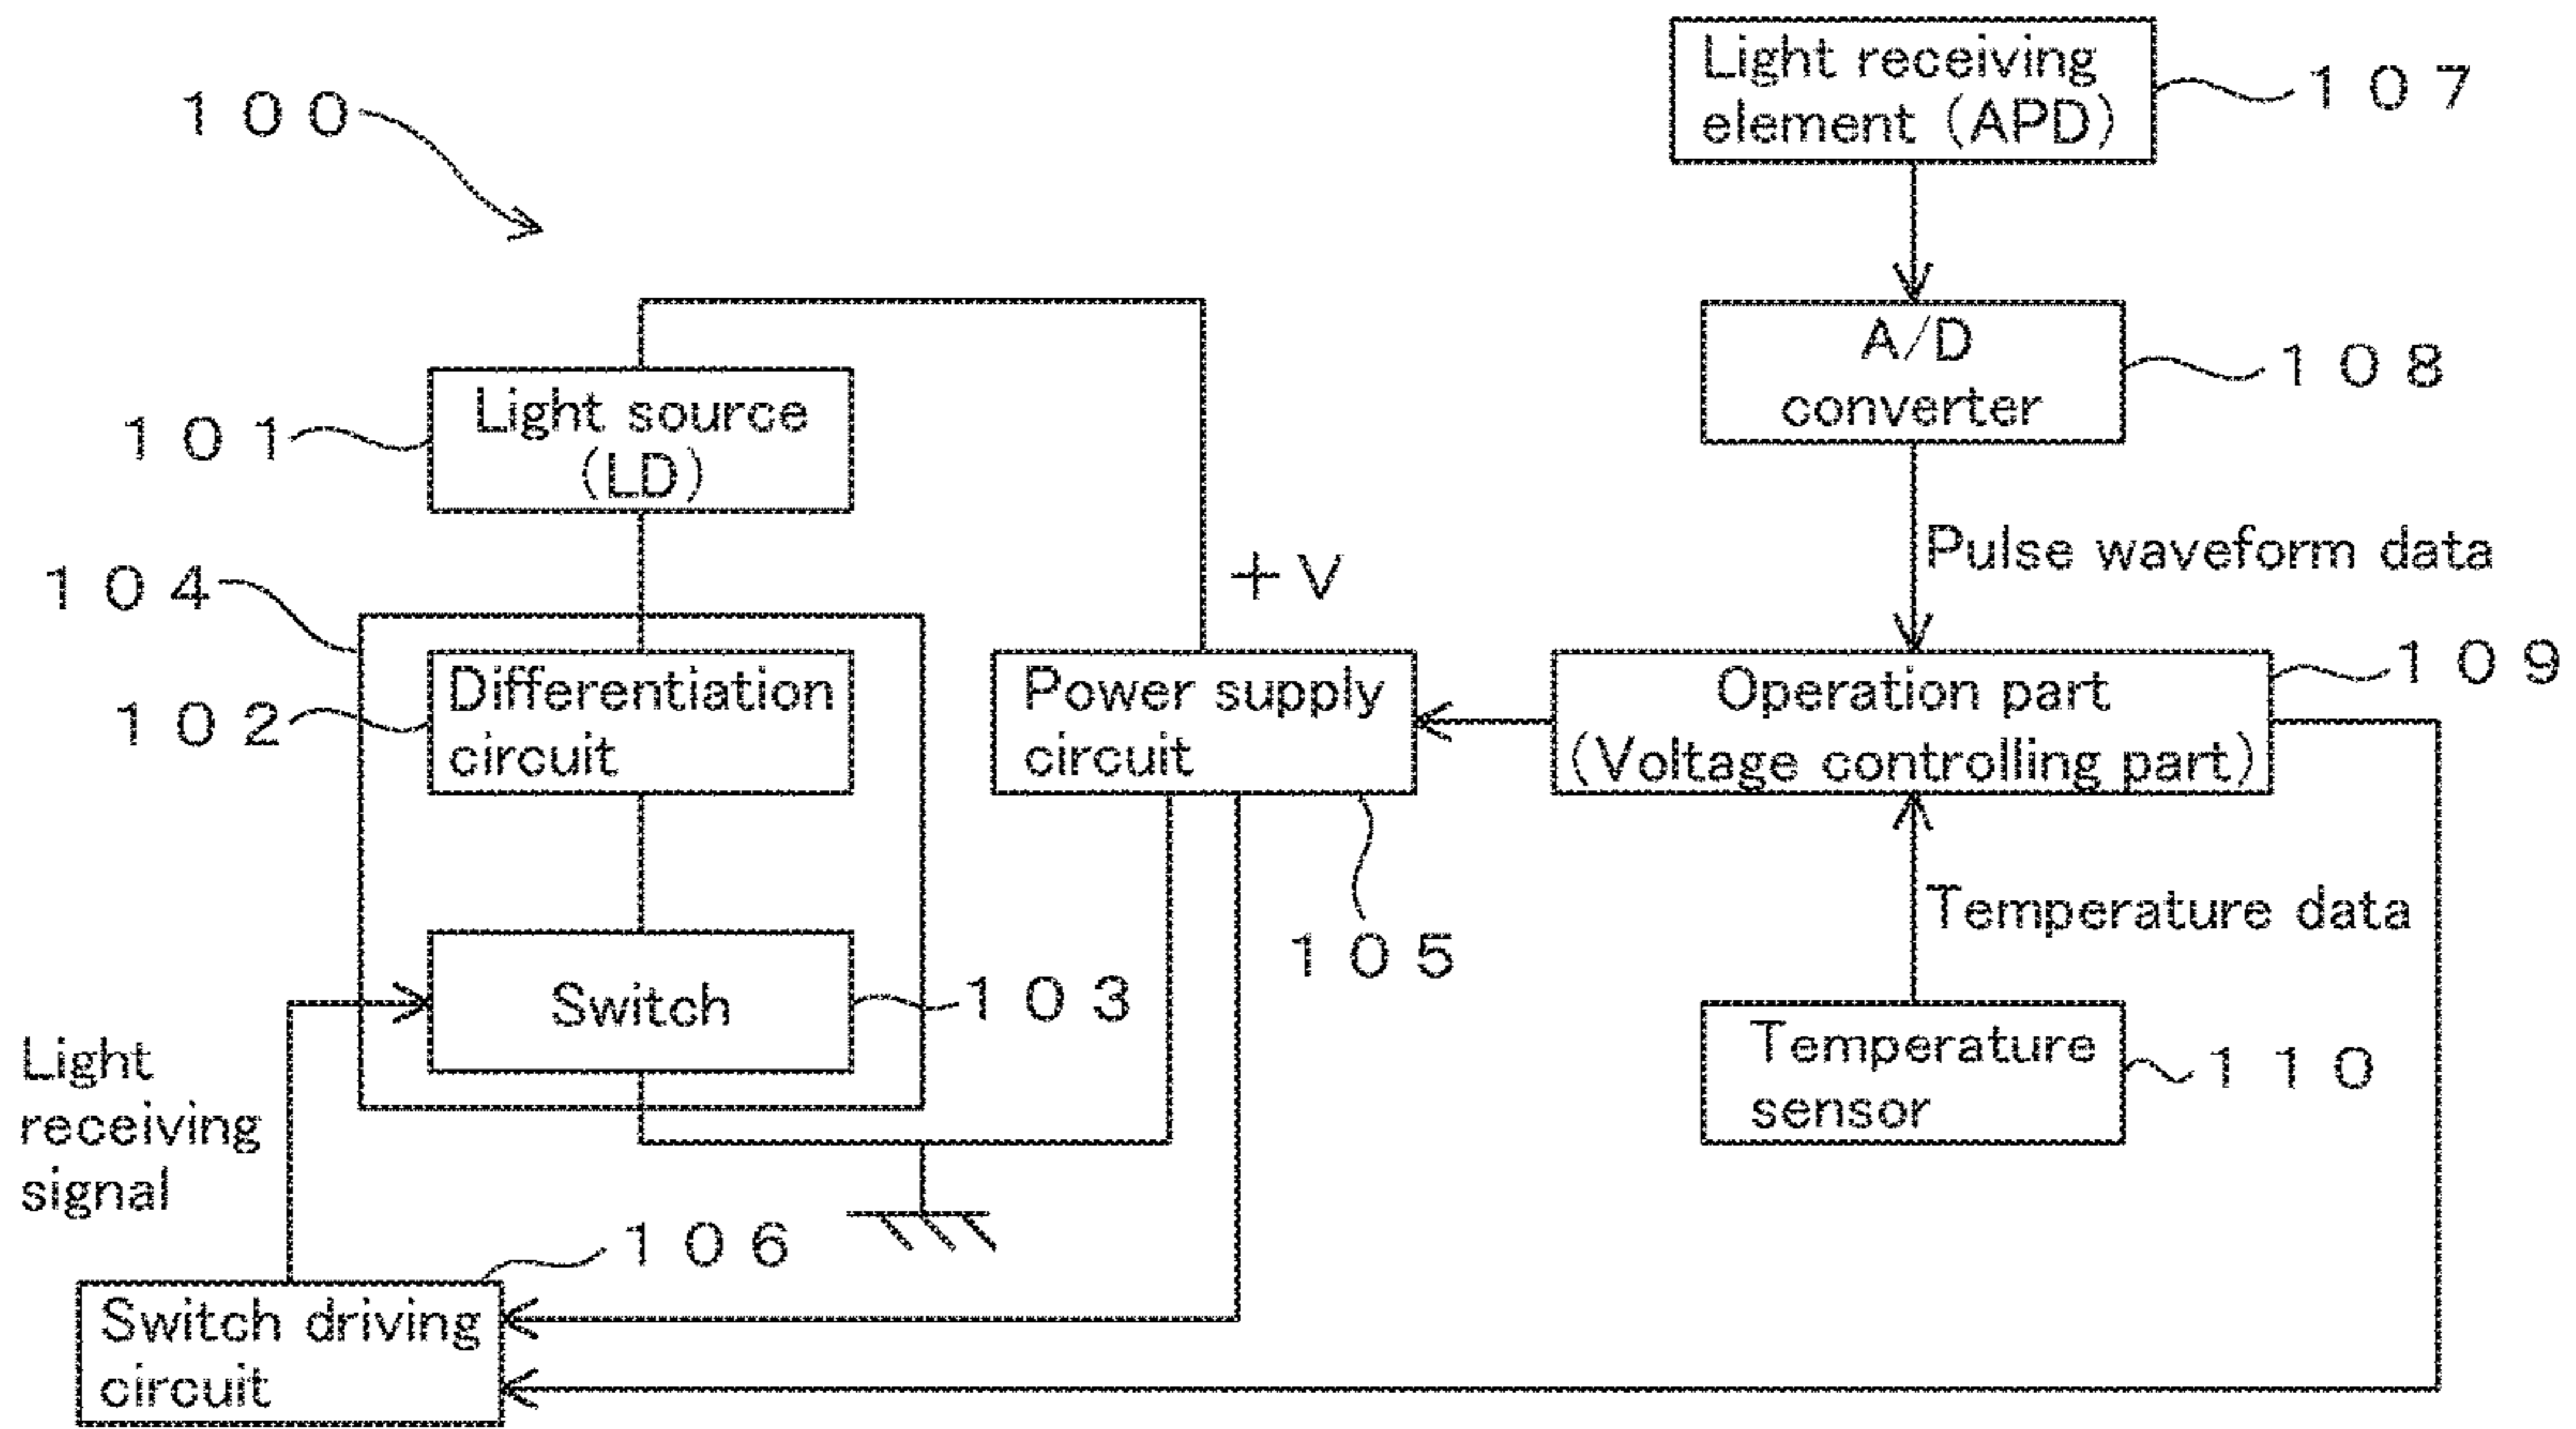 Light receiving
element (APD)
107
100
A/D
converter
108
Light source
(LD)
101
Pulse waveform data
+V
104
Differentiation
circuit
102
Power supply
circuit
Operation part
(Voltage controlling part)
109
Temperature data
105
Switch
103
Light
receiving
signal
Temperature
sensor
110
106
Switch driving
circuit